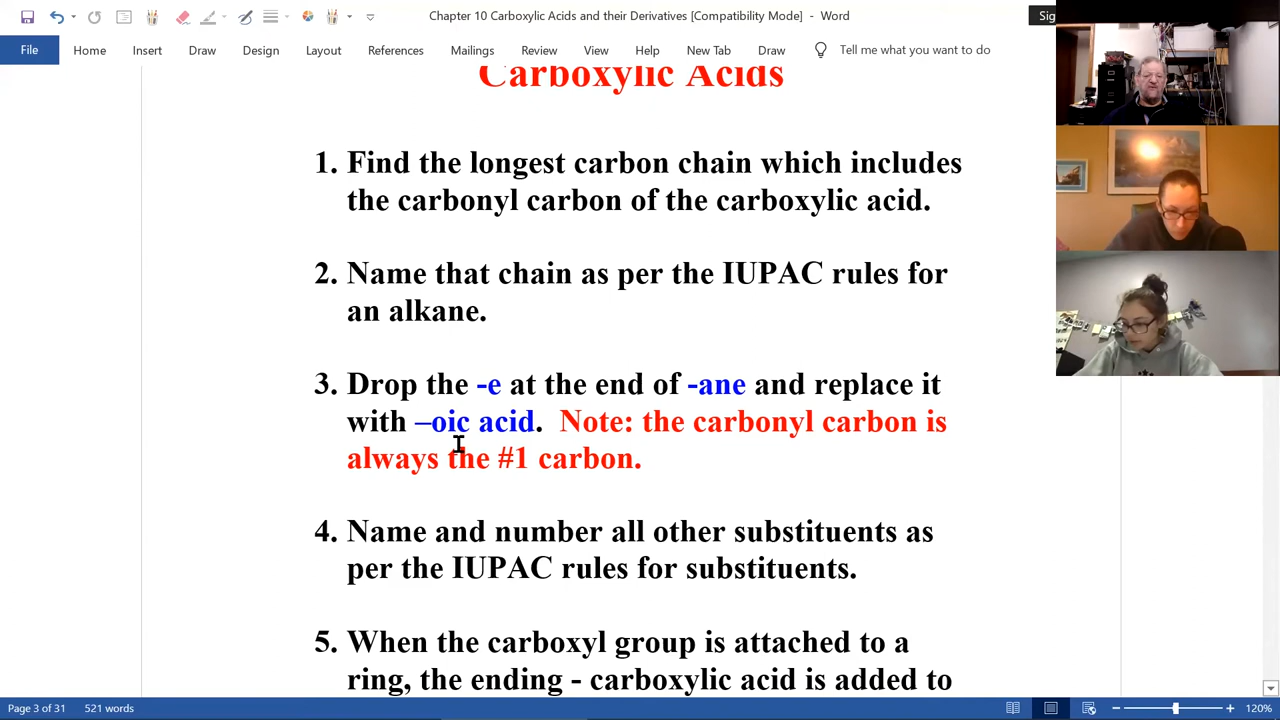 Chapter 10 Carboxylic Acids and their Derivatives [Compatibility Mode] - Word
File Home Insert Draw Design Layout References Mailings Review View Help New Tab Draw Tell me what you want to do
Carboxylic Acids
1. Find the longest carbon chain which includes
the carbonyl carbon of the carboxylic acid.
2. Name that chain as per the IUPAC rules for
an alkane.
3. Drop the -e at the end of -ane and replace it
with –oic acid. Note: the carbonyl carbon is
always the #1 carbon.
4. Name and number all other substituents as
per the IUPAC rules for substituents.
5. When the carboxyl group is attached to a
ring, the ending - carboxylic acid is added to
Page 3 of 31 521 words 120%